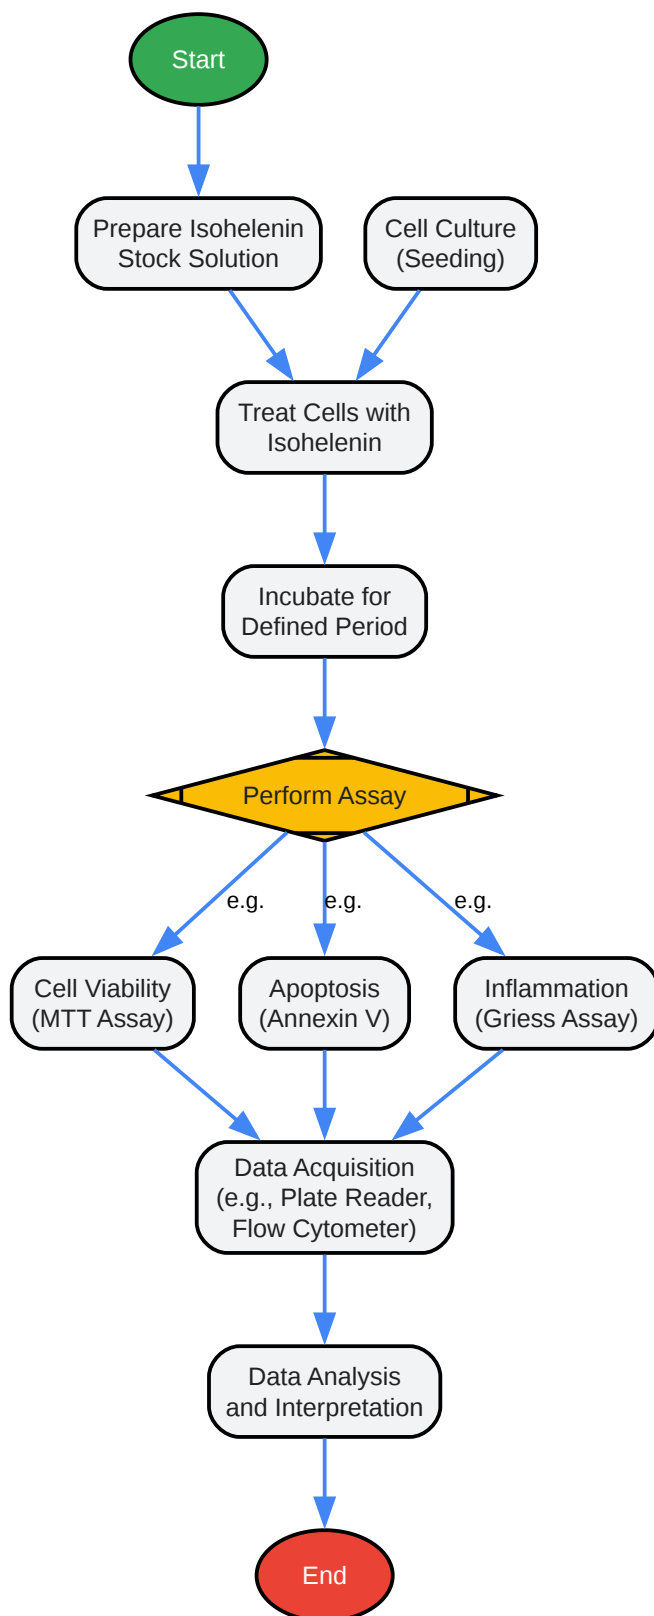 Start
Prepare Isohelenin
Stock Solution
Cell Culture
(Seeding)
Treat Cells with
Isohelenin
Incubate for
Defined Period
Perform Assay
e.g.
e.g.
e.g.
Cell Viability
(MTT Assay)
Apoptosis
(Annexin V)
Inflammation
(Griess Assay)
Data Acquisition
(e.g., Plate Reader,
Flow Cytometer)
Data Analysis
and Interpretation
End